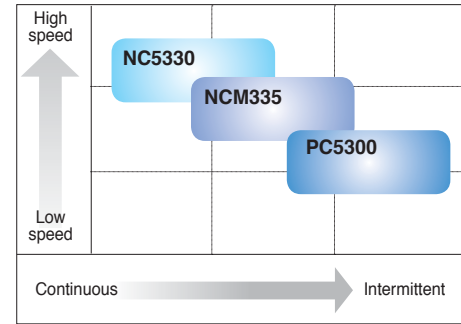 High
speed
NC5330
NCM335
PC5300
Low
speed
Continuous
Intermittent